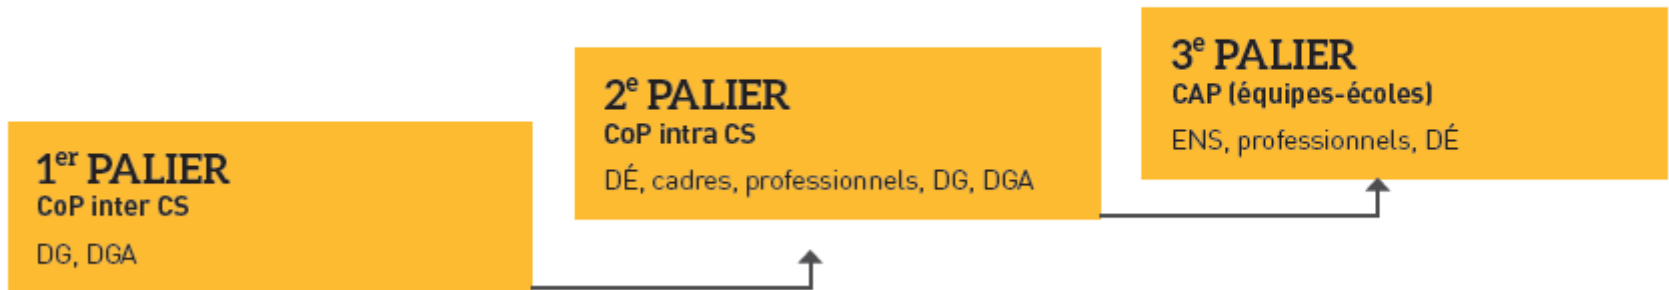 1er PALIER
CoP inter CS
DG, DGA
2e PALIER
CoP intra CS
DÉ, cadres, professionnels, DG, DGA
3e PALIER
CAP (équipes-écoles)
ENS, professionnels, DÉ